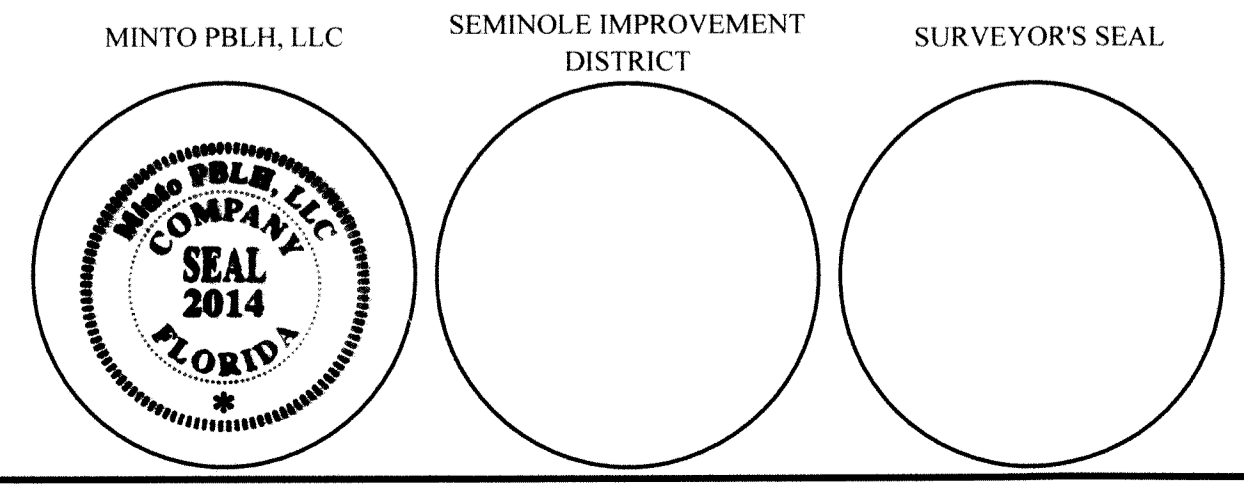 MINTO PBLH, LLC
SEMINOLE IMPROVEMENT
DISTRICT
SURVEYOR'S SEAL
Minto PBLH, LLC
COMPANY
SEAL
2014
FLORIDA
*